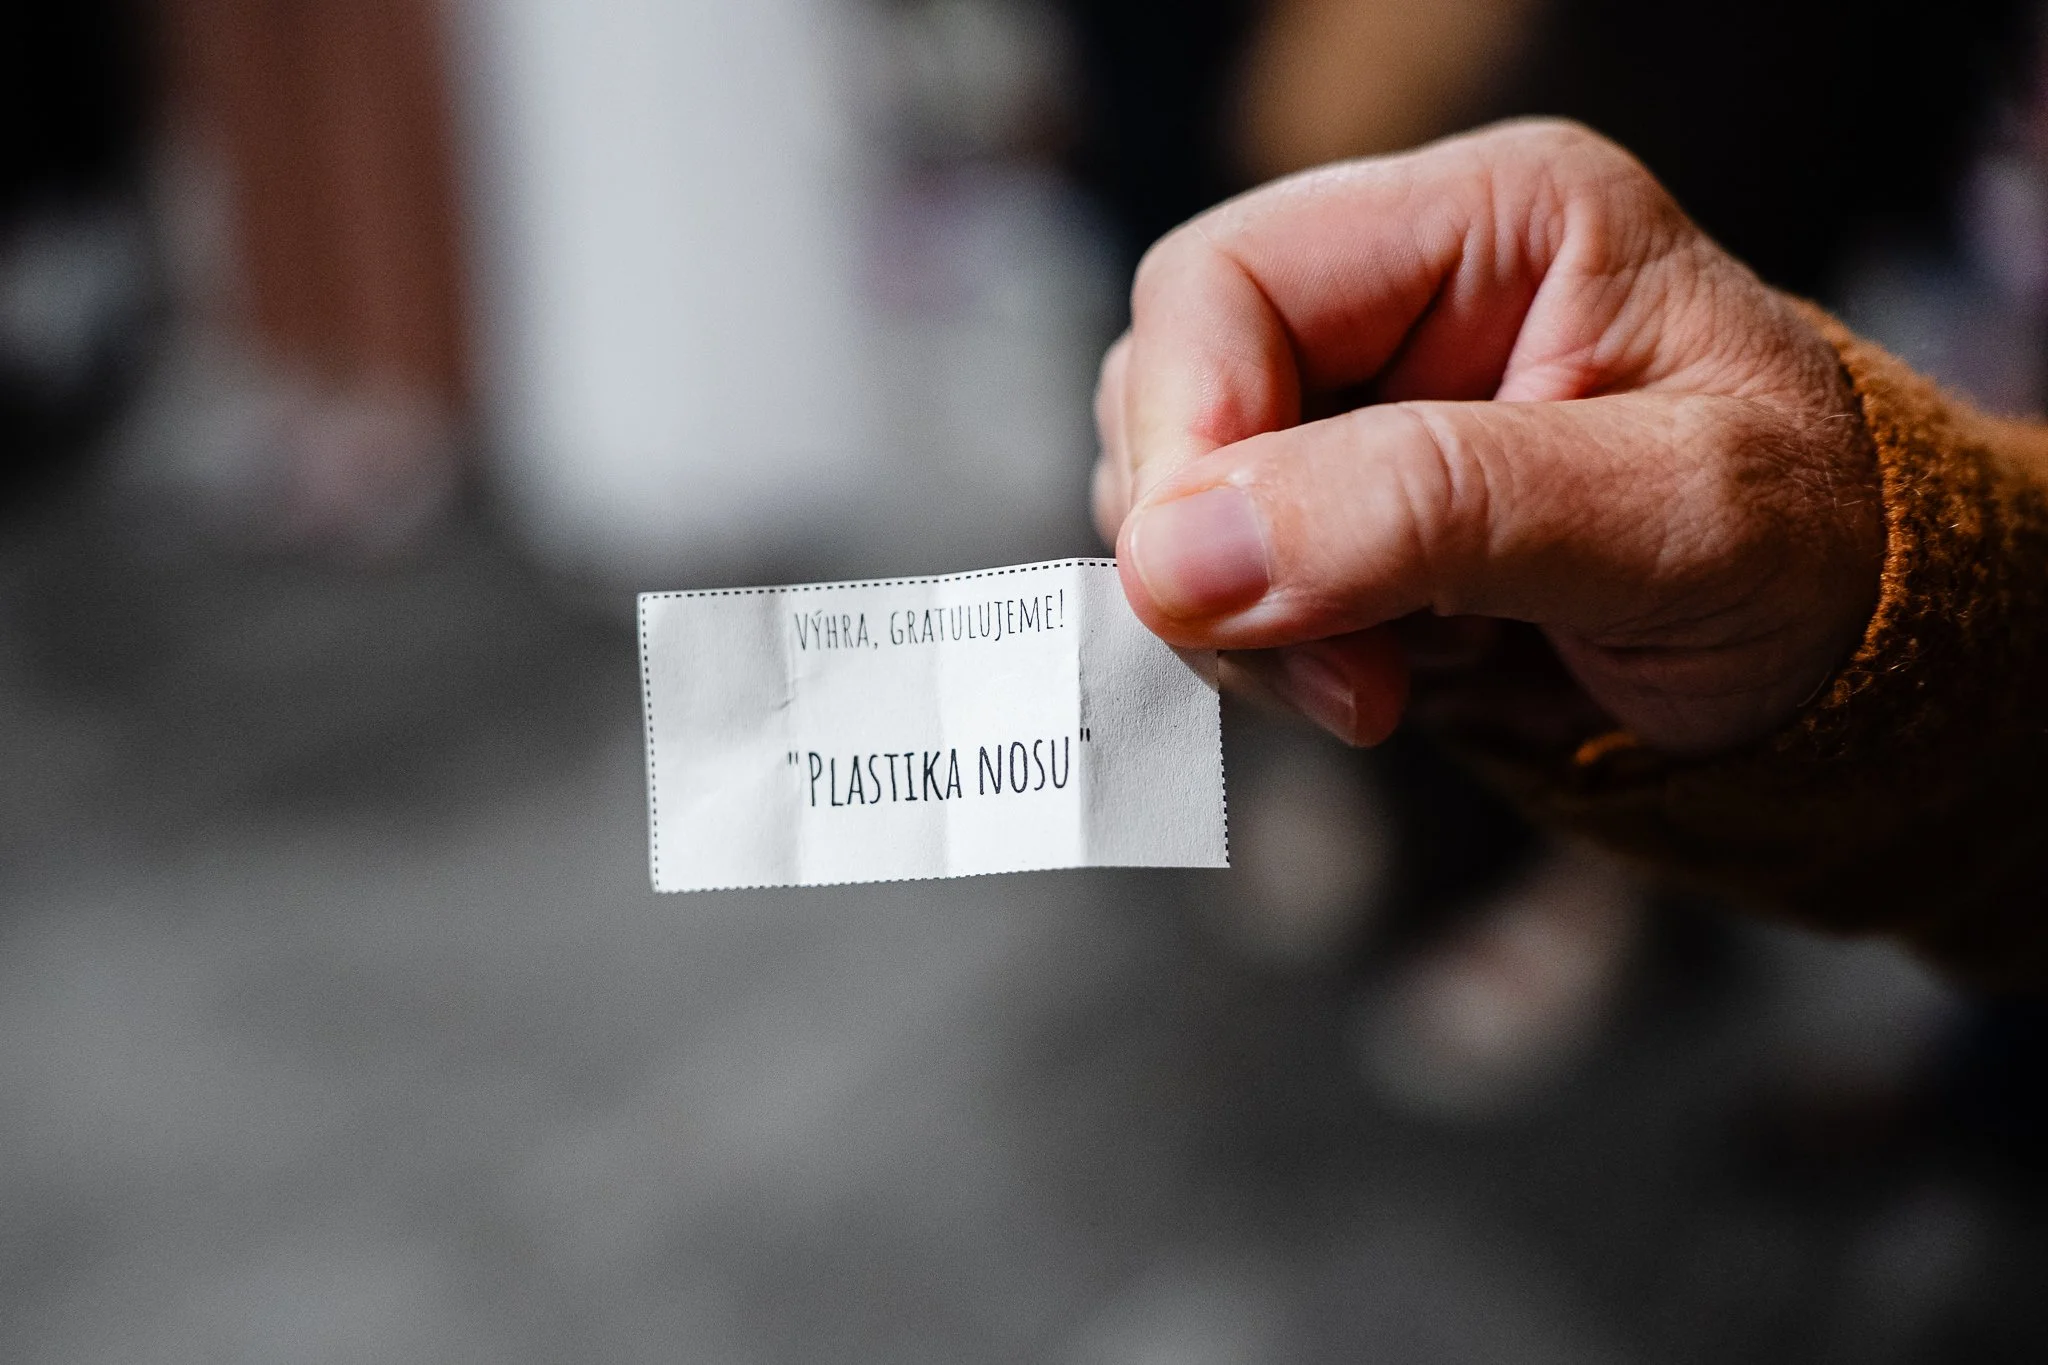 Výhra, gratulujeme!
"Plastika nosu"